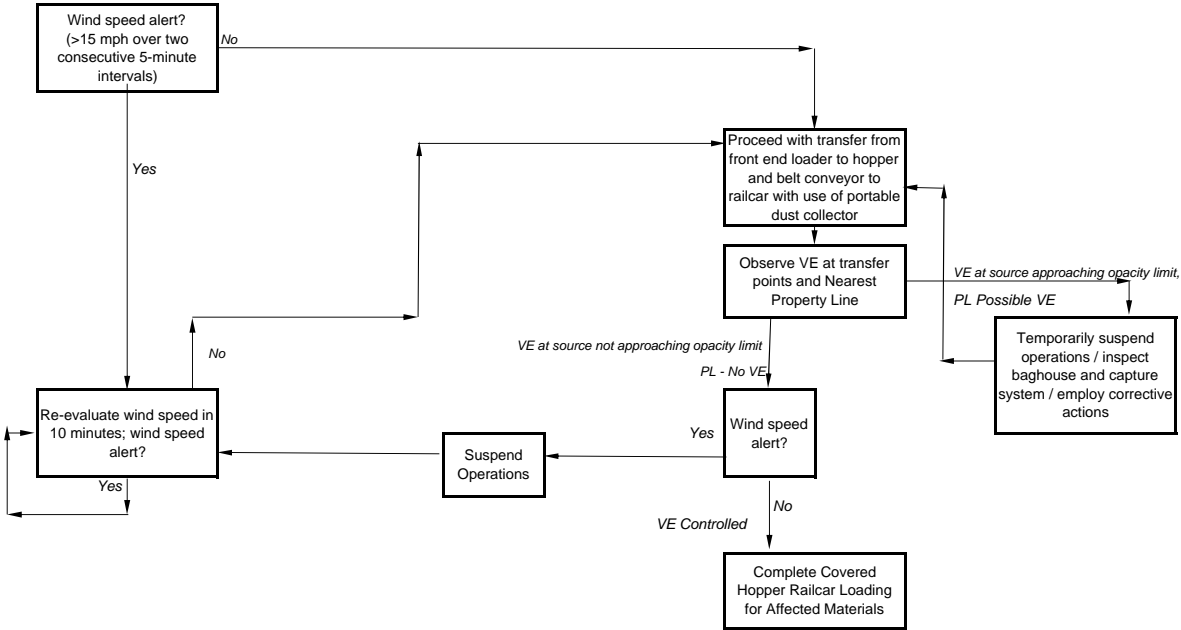 Wind speed alert?
(>15 mph over two
consecutive 5-minute
intervals)
No
Yes
Proceed with transfer from
front end loader to hopper
and belt conveyor to
railcar with use of portable
dust collector
Observe VE at transfer
points and Nearest
Property Line
VE at source approaching opacity limit,
PL Possible VE
Temporarily suspend
operations / inspect
baghouse and capture
system / employ corrective
actions
VE at source not approaching opacity limit
PL - No VE
No
Re-evaluate wind speed in
10 minutes; wind speed
alert?
Yes
Suspend
Operations
Yes
Wind speed
alert?
No
VE Controlled
Complete Covered
Hopper Railcar Loading
for Affected Materials